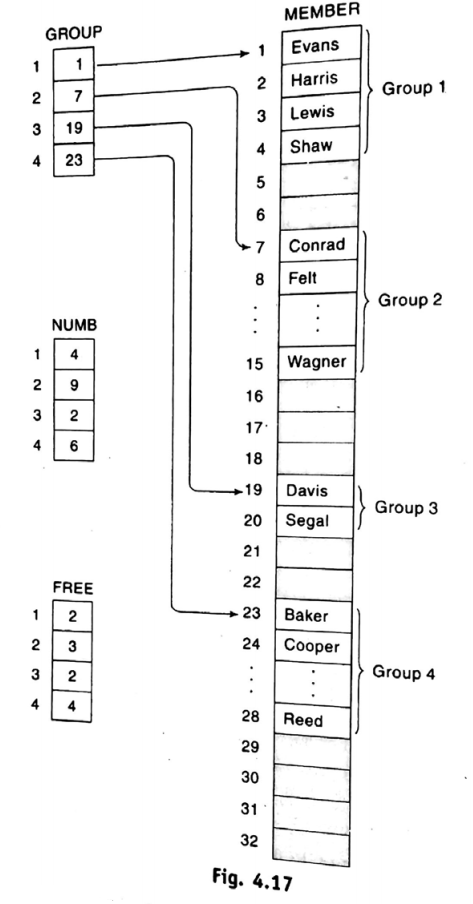 MEMBER
GROUP
1 1
2 7
3 19
4 23
1 Evans
2 Harris
3 Lewis
4 Shaw
Group 1
5
6
7 Conrad
8 Felt
Group 2
15 Wagner
16
17
18
NUMB
1 4
2 9
3 2
4 6
19 Davis
20 Segal
Group 3
21
22
FREE
1 2
2 3
3 2
4 4
23 Baker
24 Cooper
Group 4
28 Reed
29
30
31
32
Fig. 4.17